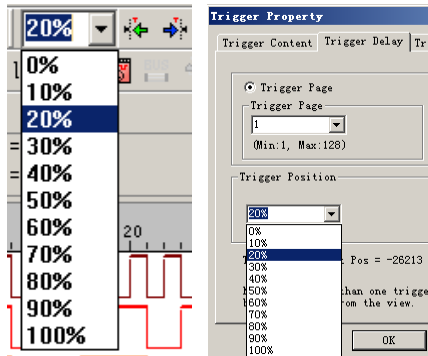 20%
0%
10%
20%
30%
40%
50%
60%
70%
80%
90%
100%
20
Trigger Property
Trigger Content Trigger Delay Tr
Trigger Page
Trigger Page
1
(Min:1, Max:128)
Trigger Position
20%
0%
10%
20%
30%
40%
50%
60%
70%
80%
90%
100%
Pos = -26213
than one trigge
from the view.
OK